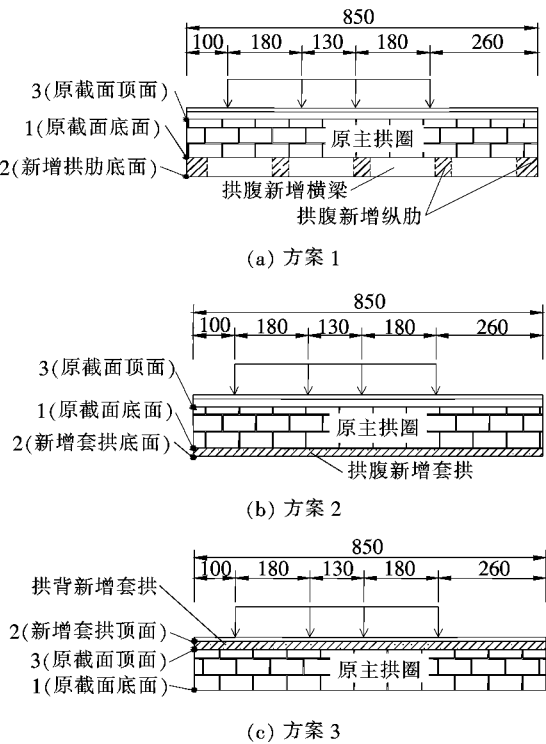 850
100 180 130 180 260
3(原截面顶面)
1(原截面底面)
原主拱圈
2(新增拱肋底面)
拱腹新增横梁
拱腹新增纵肋
(a) 方案1
850
100 180 130 180 260
3(原截面顶面)
1(原截面底面)
原主拱圈
2(新增套拱底面)
拱腹新增套拱
(b) 方案2
850
100 180 130 180 260
拱背新增套拱
2(新增套拱顶面)
3(原截面顶面)
原主拱圈
1(原截面底面)
(c) 方案3